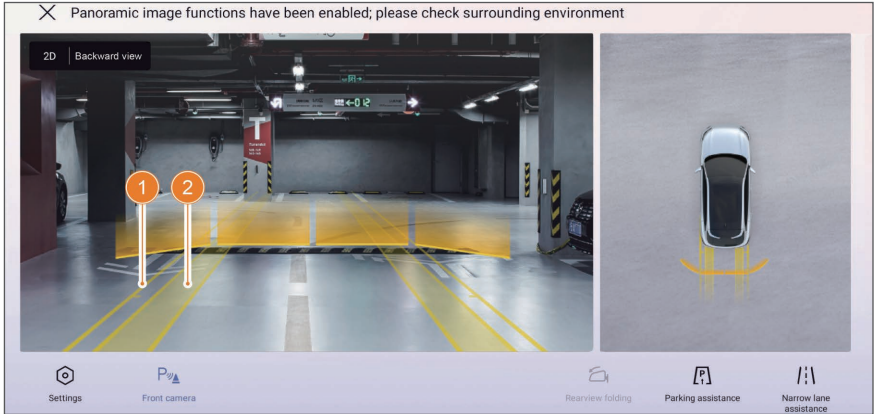 Panoramic image functions have been enabled; please check surrounding environment
2D Backward view
T
←012
1 2
Settings
Front camera
Rearview folding
Parking assistance
Narrow lane
assistance